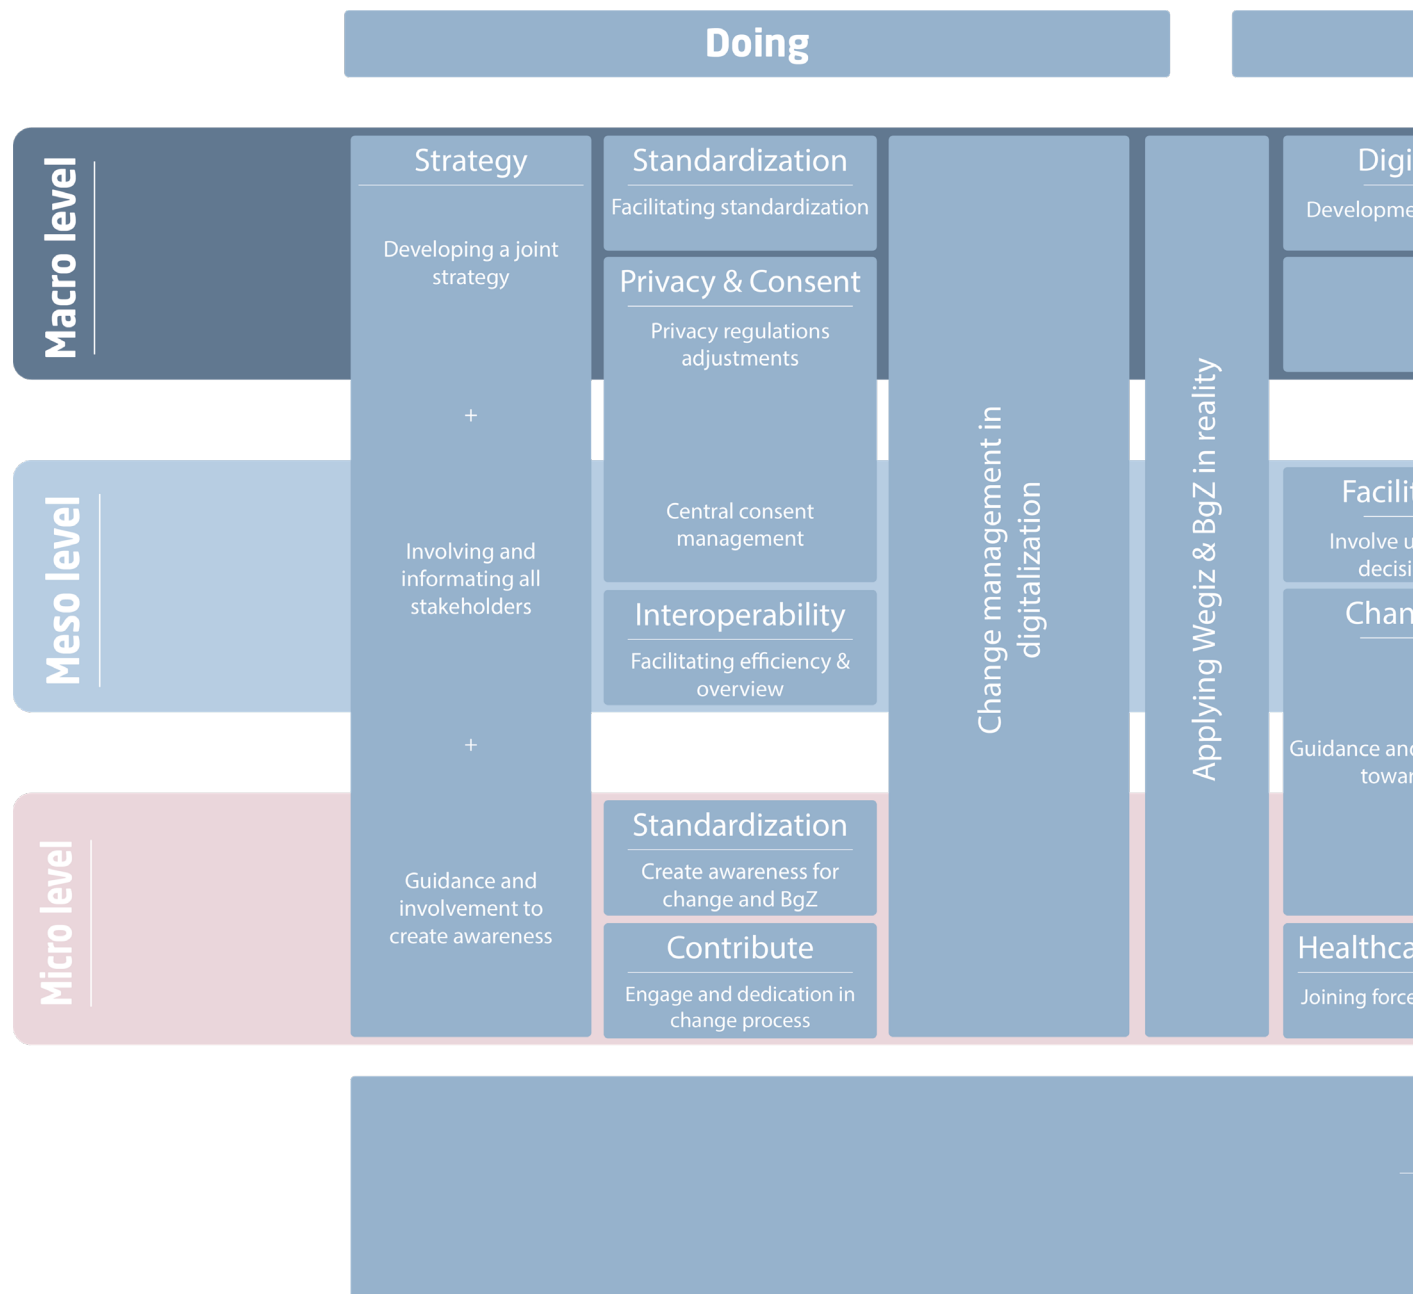 Doing
Macro level
Strategy
Developing a joint
strategy
+
Involving and
informating all
stakeholders
+
Guidance and
involvement to
create awareness
Standardization
Facilitating standardization
Privacy & Consent
Privacy regulations
adjustments
Central consent
management
Meso level
Interoperability
Facilitating efficiency &
overview
Micro level
Standardization
Create awareness for
change and BgZ
Contribute
Engage and dedication in
change process
Change management in
digitalization
Applying Wegiz & BgZ in reality
Involve
Guidance
Joining